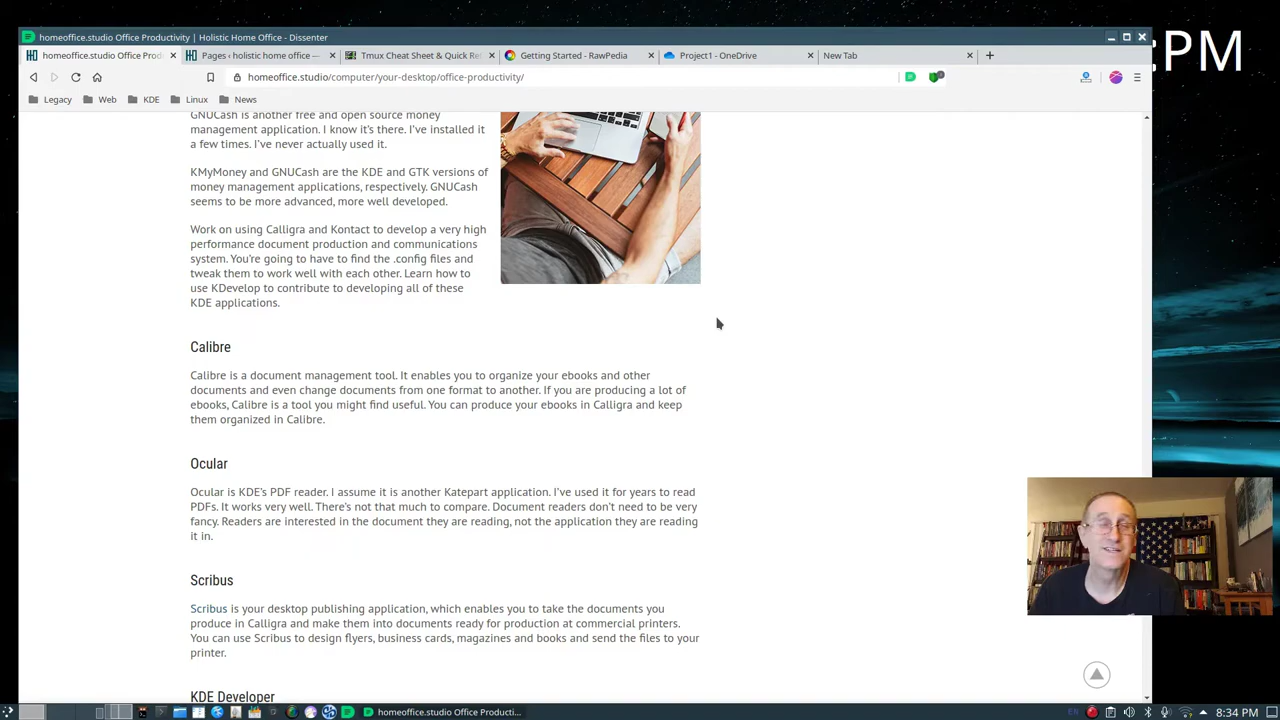 :PM
homeoffice.studio Office Productivity | Holistic Home Office - Dissenter
homeoffice.studio Office Prod
Pages ‹ holistic home office —
Tmux Cheat Sheet & Quick Ref
Getting Started - RawPedia
Project1 - OneDrive
New Tab
homeoffice.studio/computer/your-desktop/office-productivity/
Legacy
Web
KDE
Linux
News
GNUCash is another free and open source money
management application. I know it's there. I've installed it
a few times. I've never actually used it.
KMyMoney and GNUCash are the KDE and GTK versions of
money management applications, respectively. GNUCash
seems to be more advanced, more well developed.
Work on using Calligra and Kontact to develop a very high
performance document production and communications
system. You're going to have to find the .config files and
tweak them to work well with each other. Learn how to
use KDevelop to contribute to developing all of these
KDE applications.
Calibre
Calibre is a document management tool. It enables you to organize your ebooks and other
documents and even change documents from one format to another. If you are producing a lot of
ebooks, Calibre is a tool you might find useful. You can produce your ebooks in Calligra and keep
them organized in Calibre.
Ocular
Ocular is KDE's PDF reader. I assume it is another Katepart application. I've used it for years to read
PDFs. It works very well. There's not that much to compare. Document readers don't need to be very
fancy. Readers are interested in the document they are reading, not the application they are reading
it in.
Scribus
Scribus is your desktop publishing application, which enables you to take the documents you
produce in Calligra and make them into documents ready for production at commercial printers.
You can use Scribus to design flyers, business cards, magazines and books and send the files to your
printer.
KDE Developer
homeoffice.studio Office Producti...
EN
8:34 PM